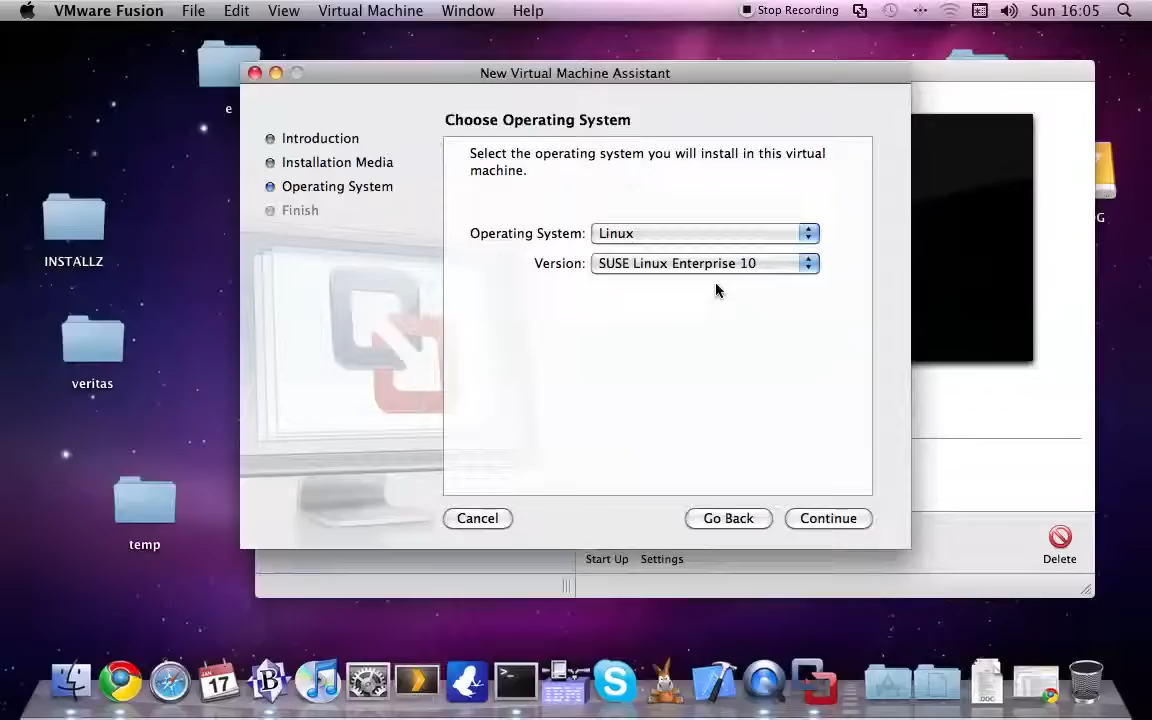 VMware Fusion File Edit View Virtual Machine Window Help Stop Recording Sun 16:05
New Virtual Machine Assistant
e
Introduction
Installation Media
Operating System
Finish
Choose Operating System
Select the operating system you will install in this virtual
machine.
Operating System: Linux
Version: SUSE Linux Enterprise 10
Cancel Go Back Continue
INSTALLZ
veritas
temp
G
Start Up Settings Delete
JAN
17
B
S
DOC